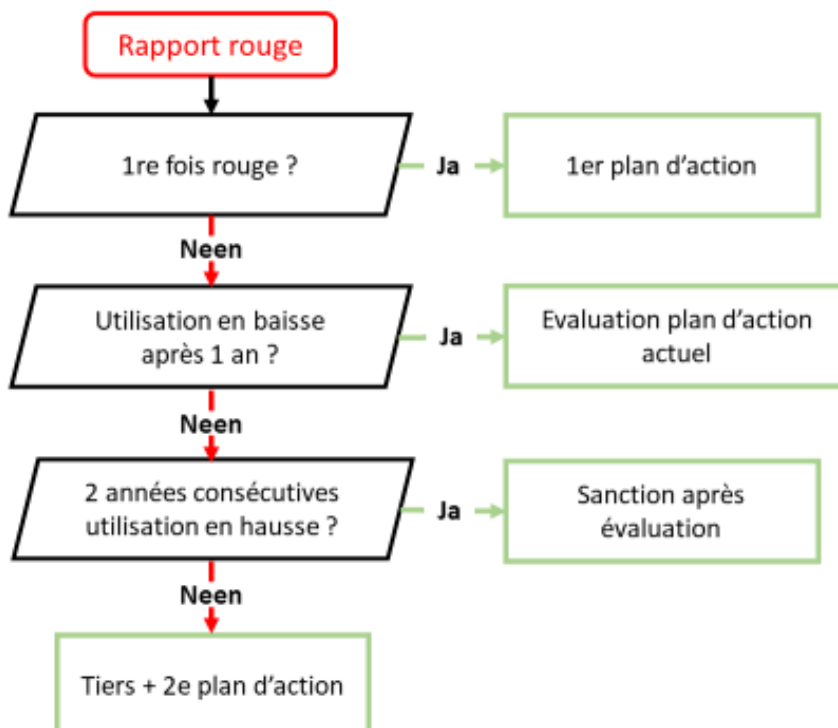 Rapport rouge
1re fois rouge ?
Ja
1er plan d'action
Neen
Utilisation en baisse
après 1 an ?
Ja
Evaluation plan d'action
actuel
Neen
2 années consécutives
utilisation en hausse ?
Ja
Sanction après
évaluation
Neen
Tiers + 2e plan d'action